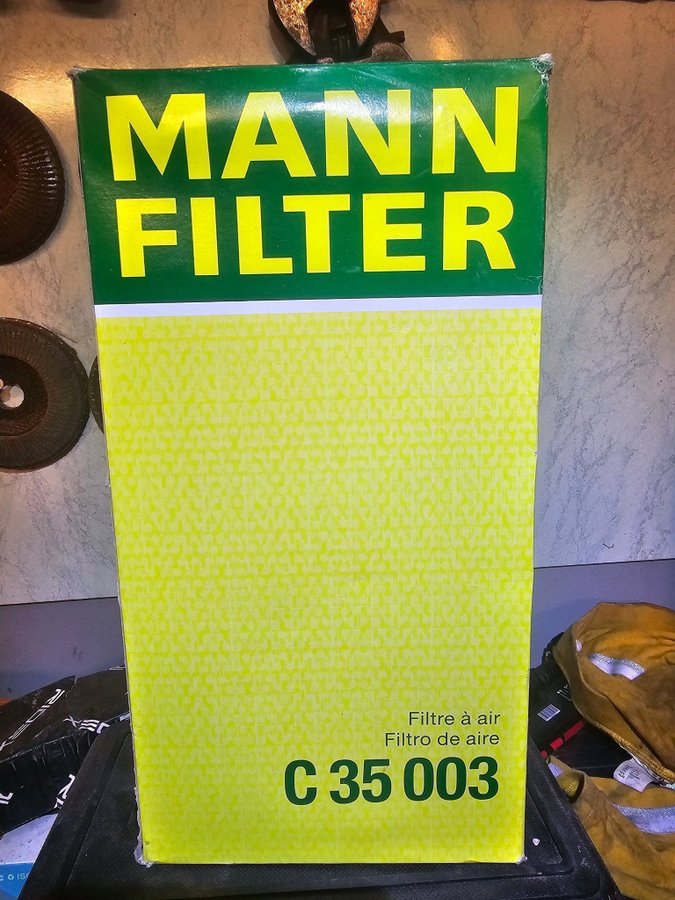 MANN
FILTER
Filtre à air
Filtro de aire
C 35 003